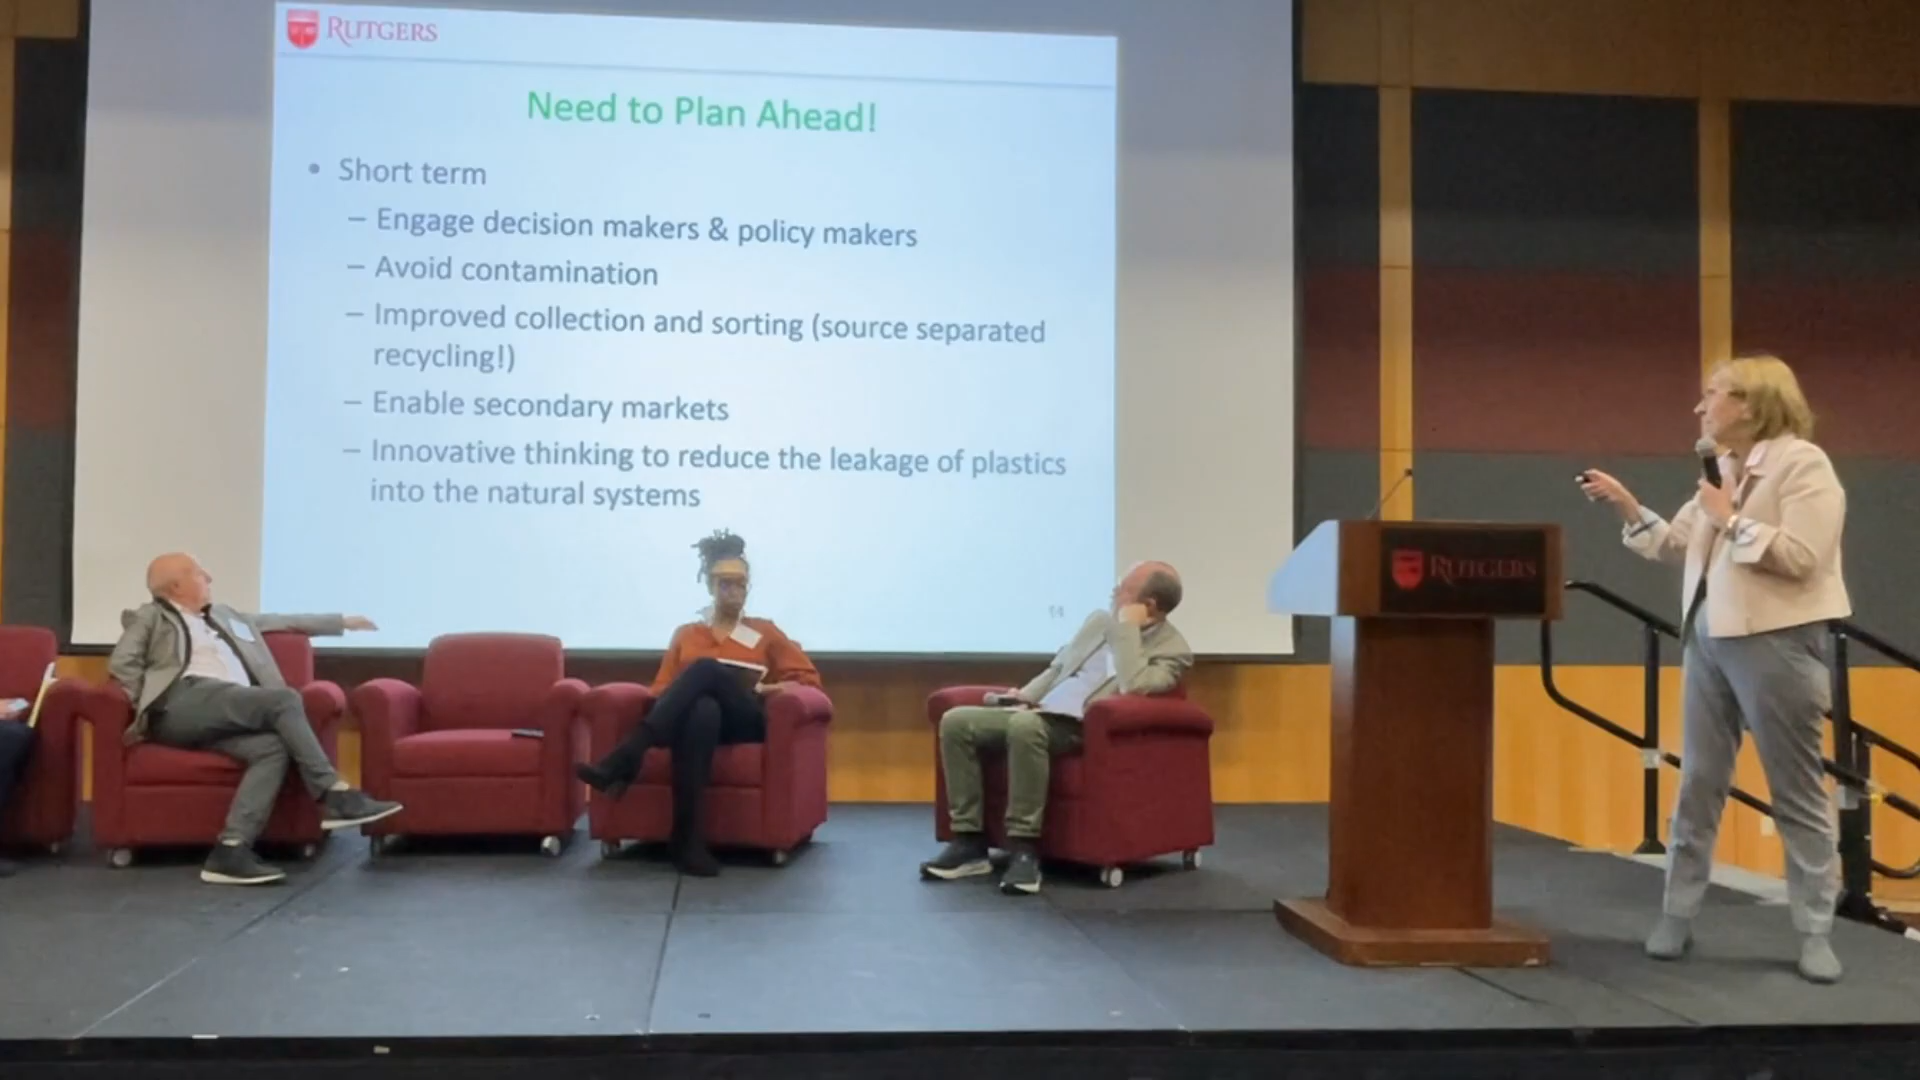 RUTGERS
Need to Plan Ahead!
• Short term
– Engage decision makers & policy makers
– Avoid contamination
– Improved collection and sorting (source separated
recycling!)
– Enable secondary markets
– Innovative thinking to reduce the leakage of plastics
into the natural systems
14
RUTGERS